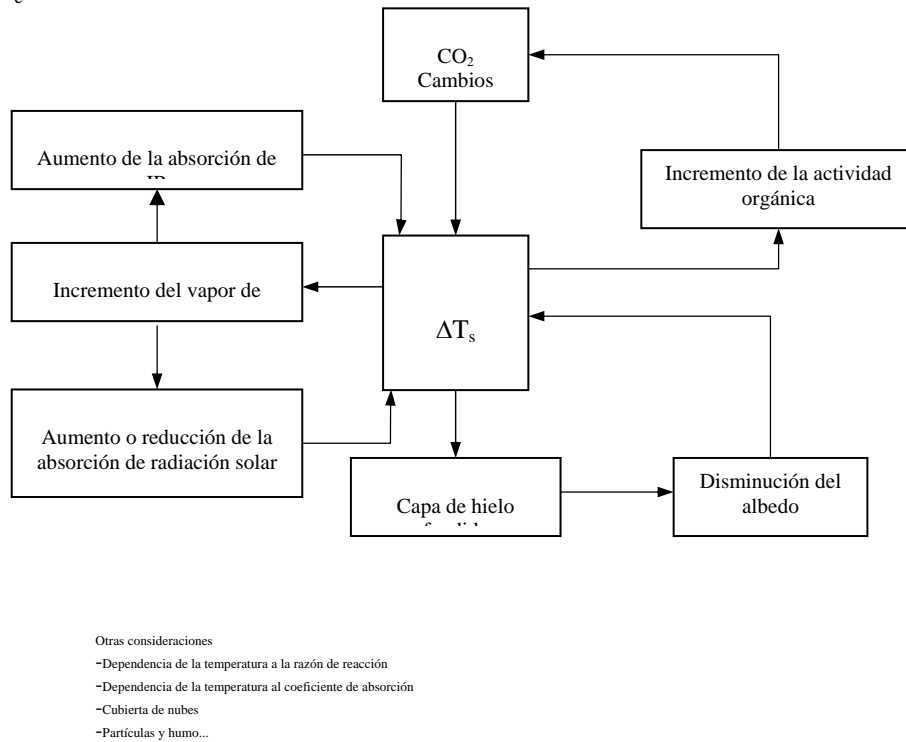 CO₂
Cambios
Aumento de la absorción de
Incremento de la actividad
orgánica
Incremento del vapor de
ΔTₛ
Aumento o reducción de la
absorción de radiación solar
Capa de hielo
Disminución del
albedo
Otras consideraciones
-Dependencia de la temperatura a la razón de reacción
-Dependencia de la temperatura al coeficiente de absorción
-Cubierta de nubes
-Partículas y humo...